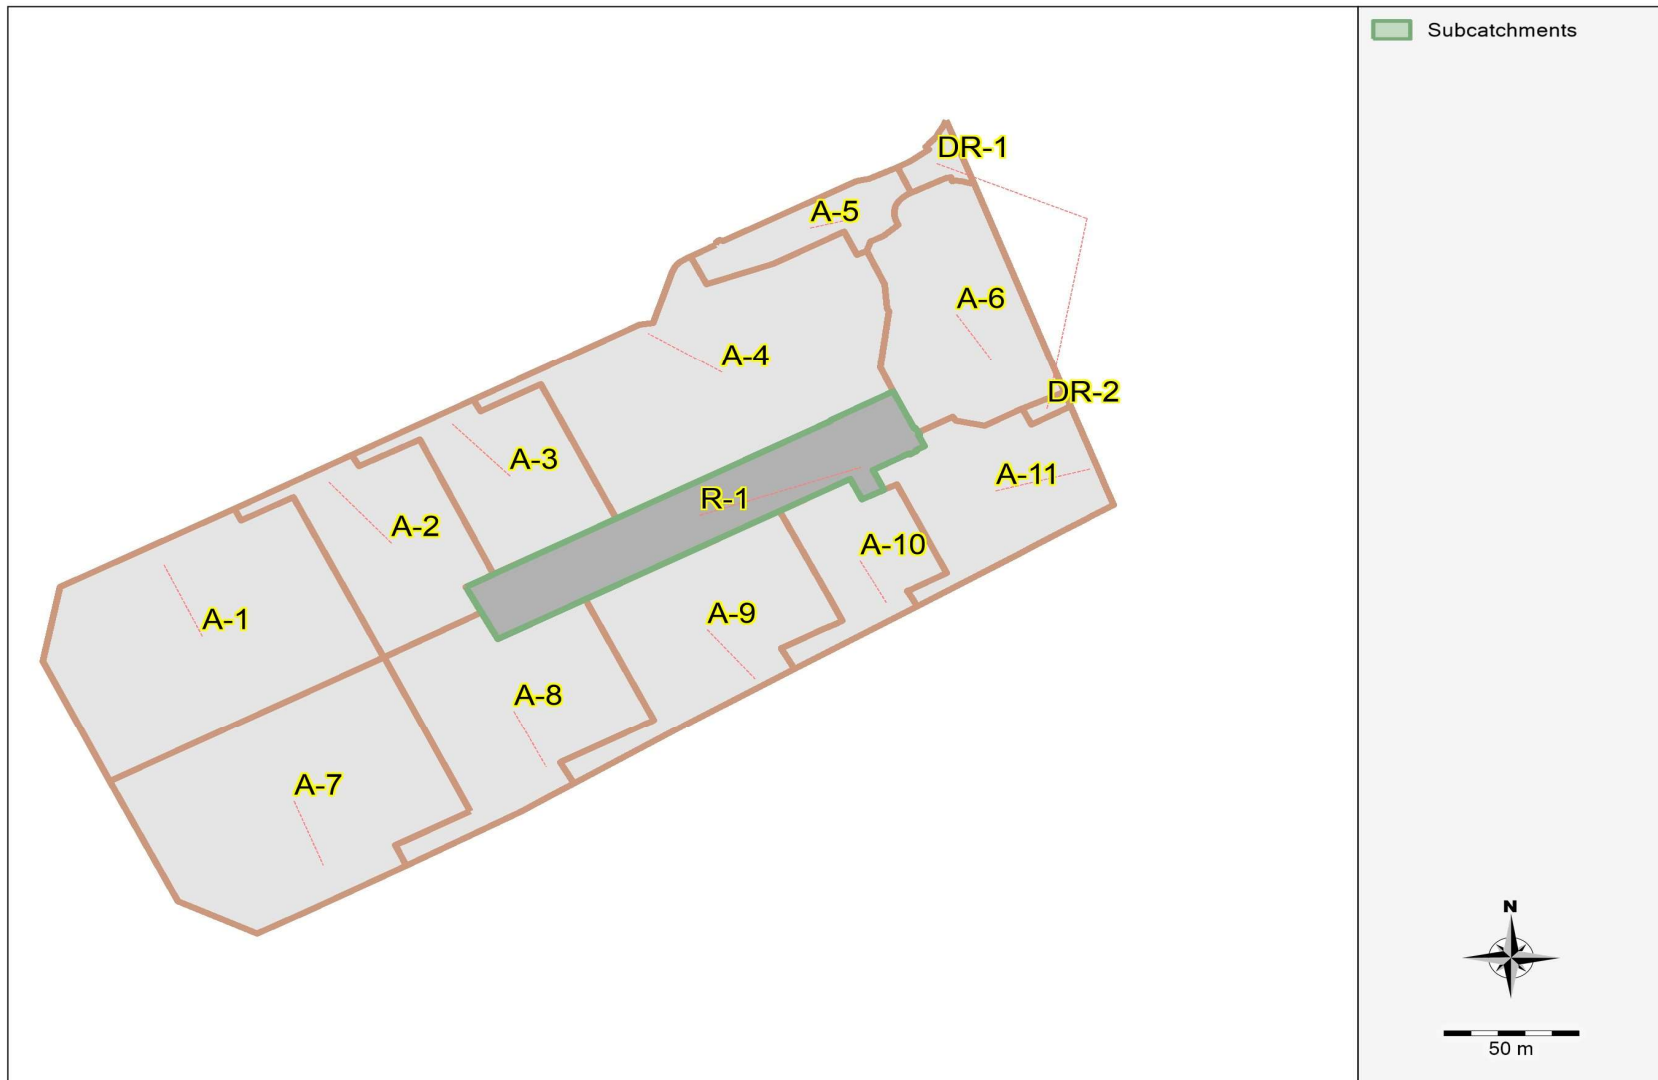 Subcatchments
DR-1
A-5
A-6
A-4
DR-2
A-3
A-11
R-1
A-2
A-10
A-1
A-9
A-8
A-7
N
50 m